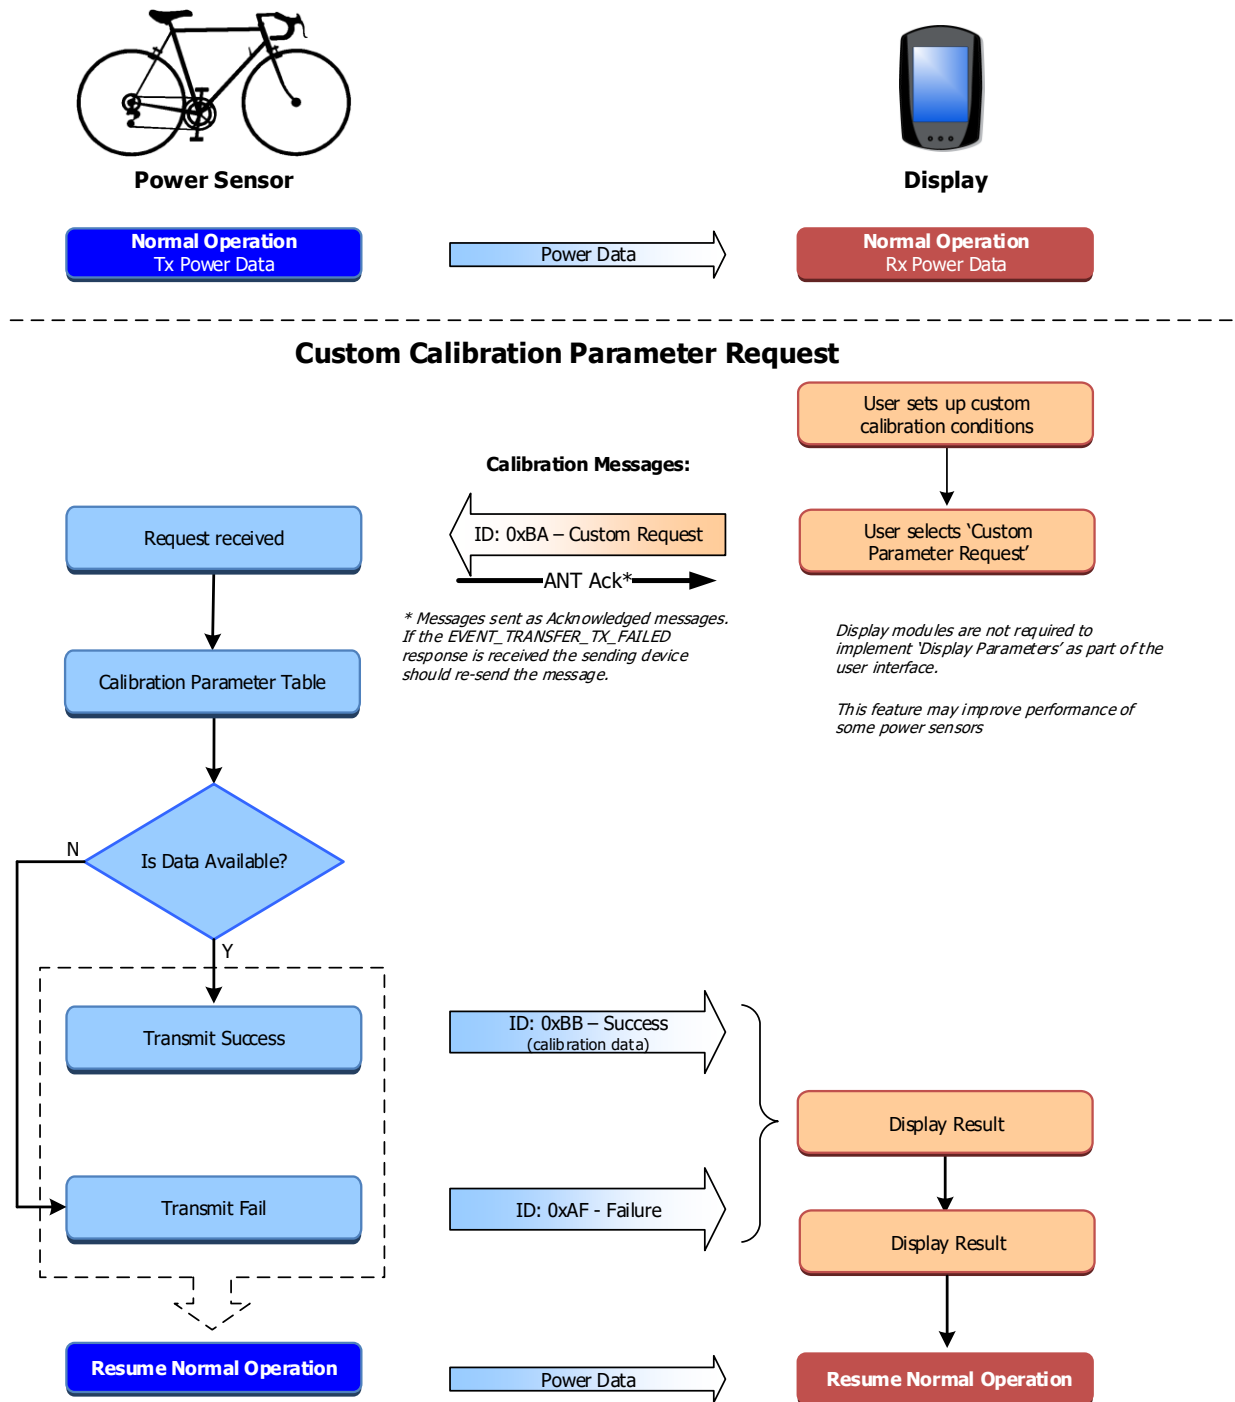 Power Sensor
Display
Normal Operation
Tx Power Data
Power Data
Normal Operation
Rx Power Data
Custom Calibration Parameter Request
User sets up custom
calibration conditions
Calibration Messages:
Request received
ID: 0xBA – Custom Request
User selects ‘Custom
Parameter Request’
ANT Ack*
* Messages sent as Acknowledged messages.
If the EVENT_TRANSFER_TX_FAILED
response is received the sending device
should re-send the message.
Display modules are not required to
implement ‘Display Parameters’ as part of the
user interface.
This feature may improve performance of
some power sensors
Calibration Parameter Table
Is Data Available?
N
Y
Transmit Success
ID: 0xBB – Success
(calibration data)
Display Result
Transmit Fail
ID: 0xAF - Failure
Display Result
Resume Normal Operation
Power Data
Resume Normal Operation